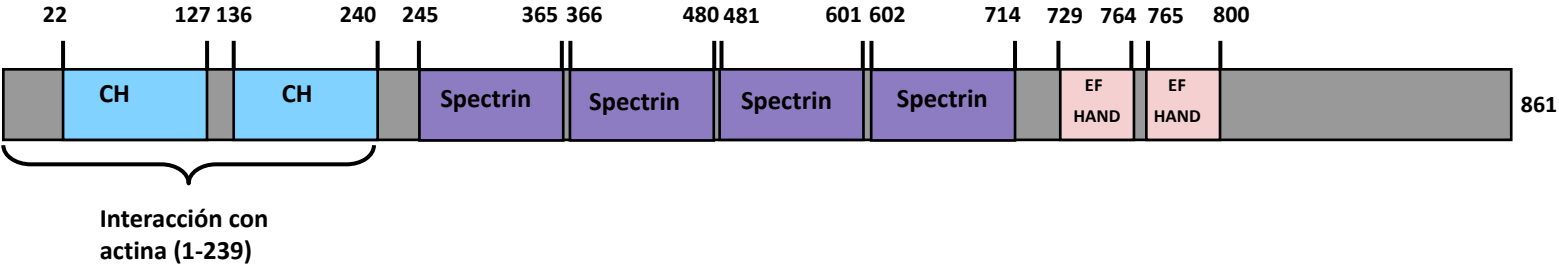 22 127 136 240 245 365 366 480 481 601 602 714 729 764 765 800
CH CH Spectrin Spectrin Spectrin Spectrin EF HAND EF HAND 861
Interacción con
actina (1-239)